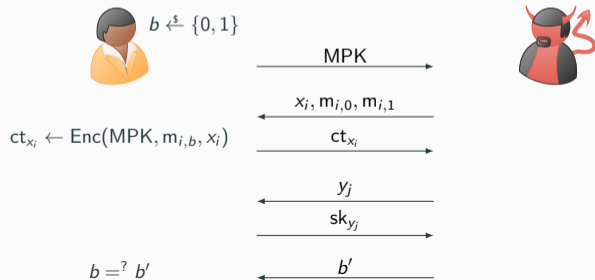 b ←$ {0, 1}
MPK
x_i, m_{i,0}, m_{i,1}
ct_{x_i} ← Enc(MPK, m_{i,b}, x_i)
ct_{x_i}
y_j
sk_{y_j}
b =? b′
b′